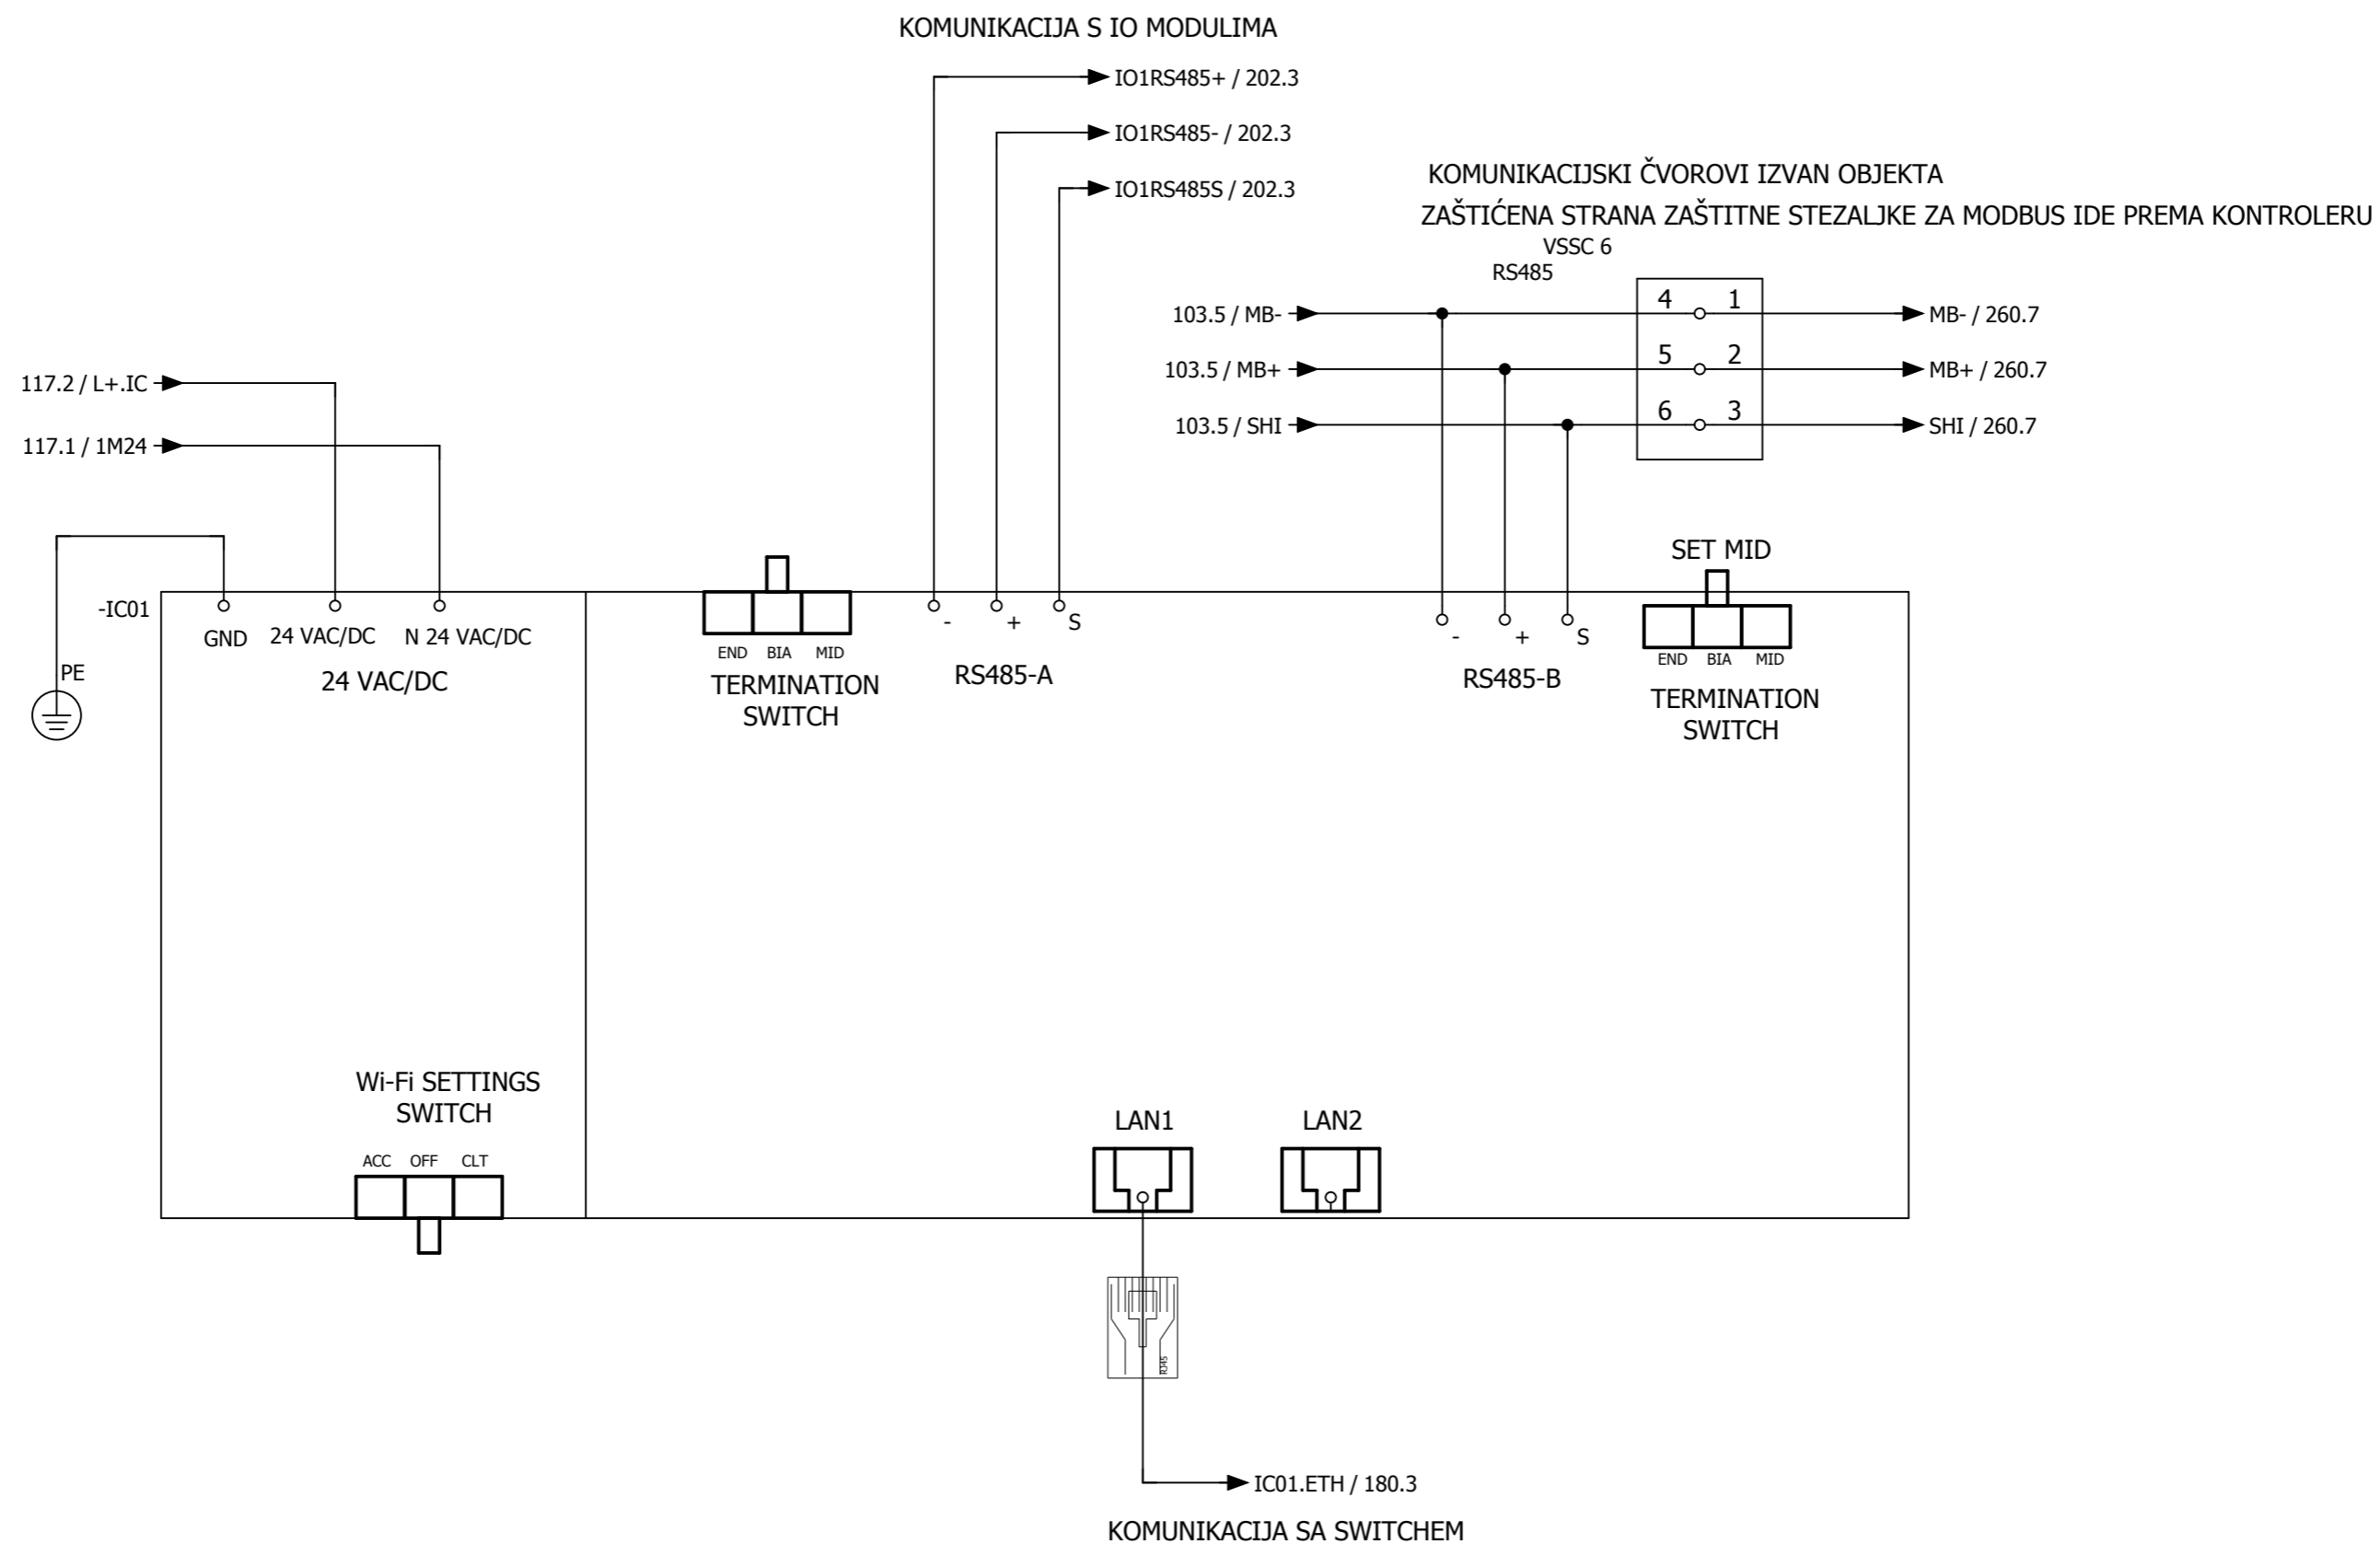 KOMUNIKACIJA S IO MODULIMA
IO1RS485+ / 202.3
IO1RS485- / 202.3
IO1RS485S / 202.3
KOMUNIKACIJSKI ČVOROVI IZVAN OBJEKTA
ZAŠTIĆENA STRANA ZAŠTITNE STEZALJKE ZA MODBUS IDE PREMA KONTROLERU
VSSC 6
RS485
103.5 / MB- 4 1 MB- / 260.7
103.5 / MB+ 5 2 MB+ / 260.7
103.5 / SHI 6 3 SHI / 260.7
117.2 / L+.IC
117.1 / 1M24
SET MID
-IC01
GND 24 VAC/DC N 24 VAC/DC
24 VAC/DC
PE
END BIA MID
TERMINATION
SWITCH
- + S
RS485-A
- + S
RS485-B
END BIA MID
TERMINATION
SWITCH
Wi-Fi SETTINGS
SWITCH
ACC OFF CLT
LAN1
LAN2
RJ45
IC01.ETH / 180.3
KOMUNIKACIJA SA SWITCHEM